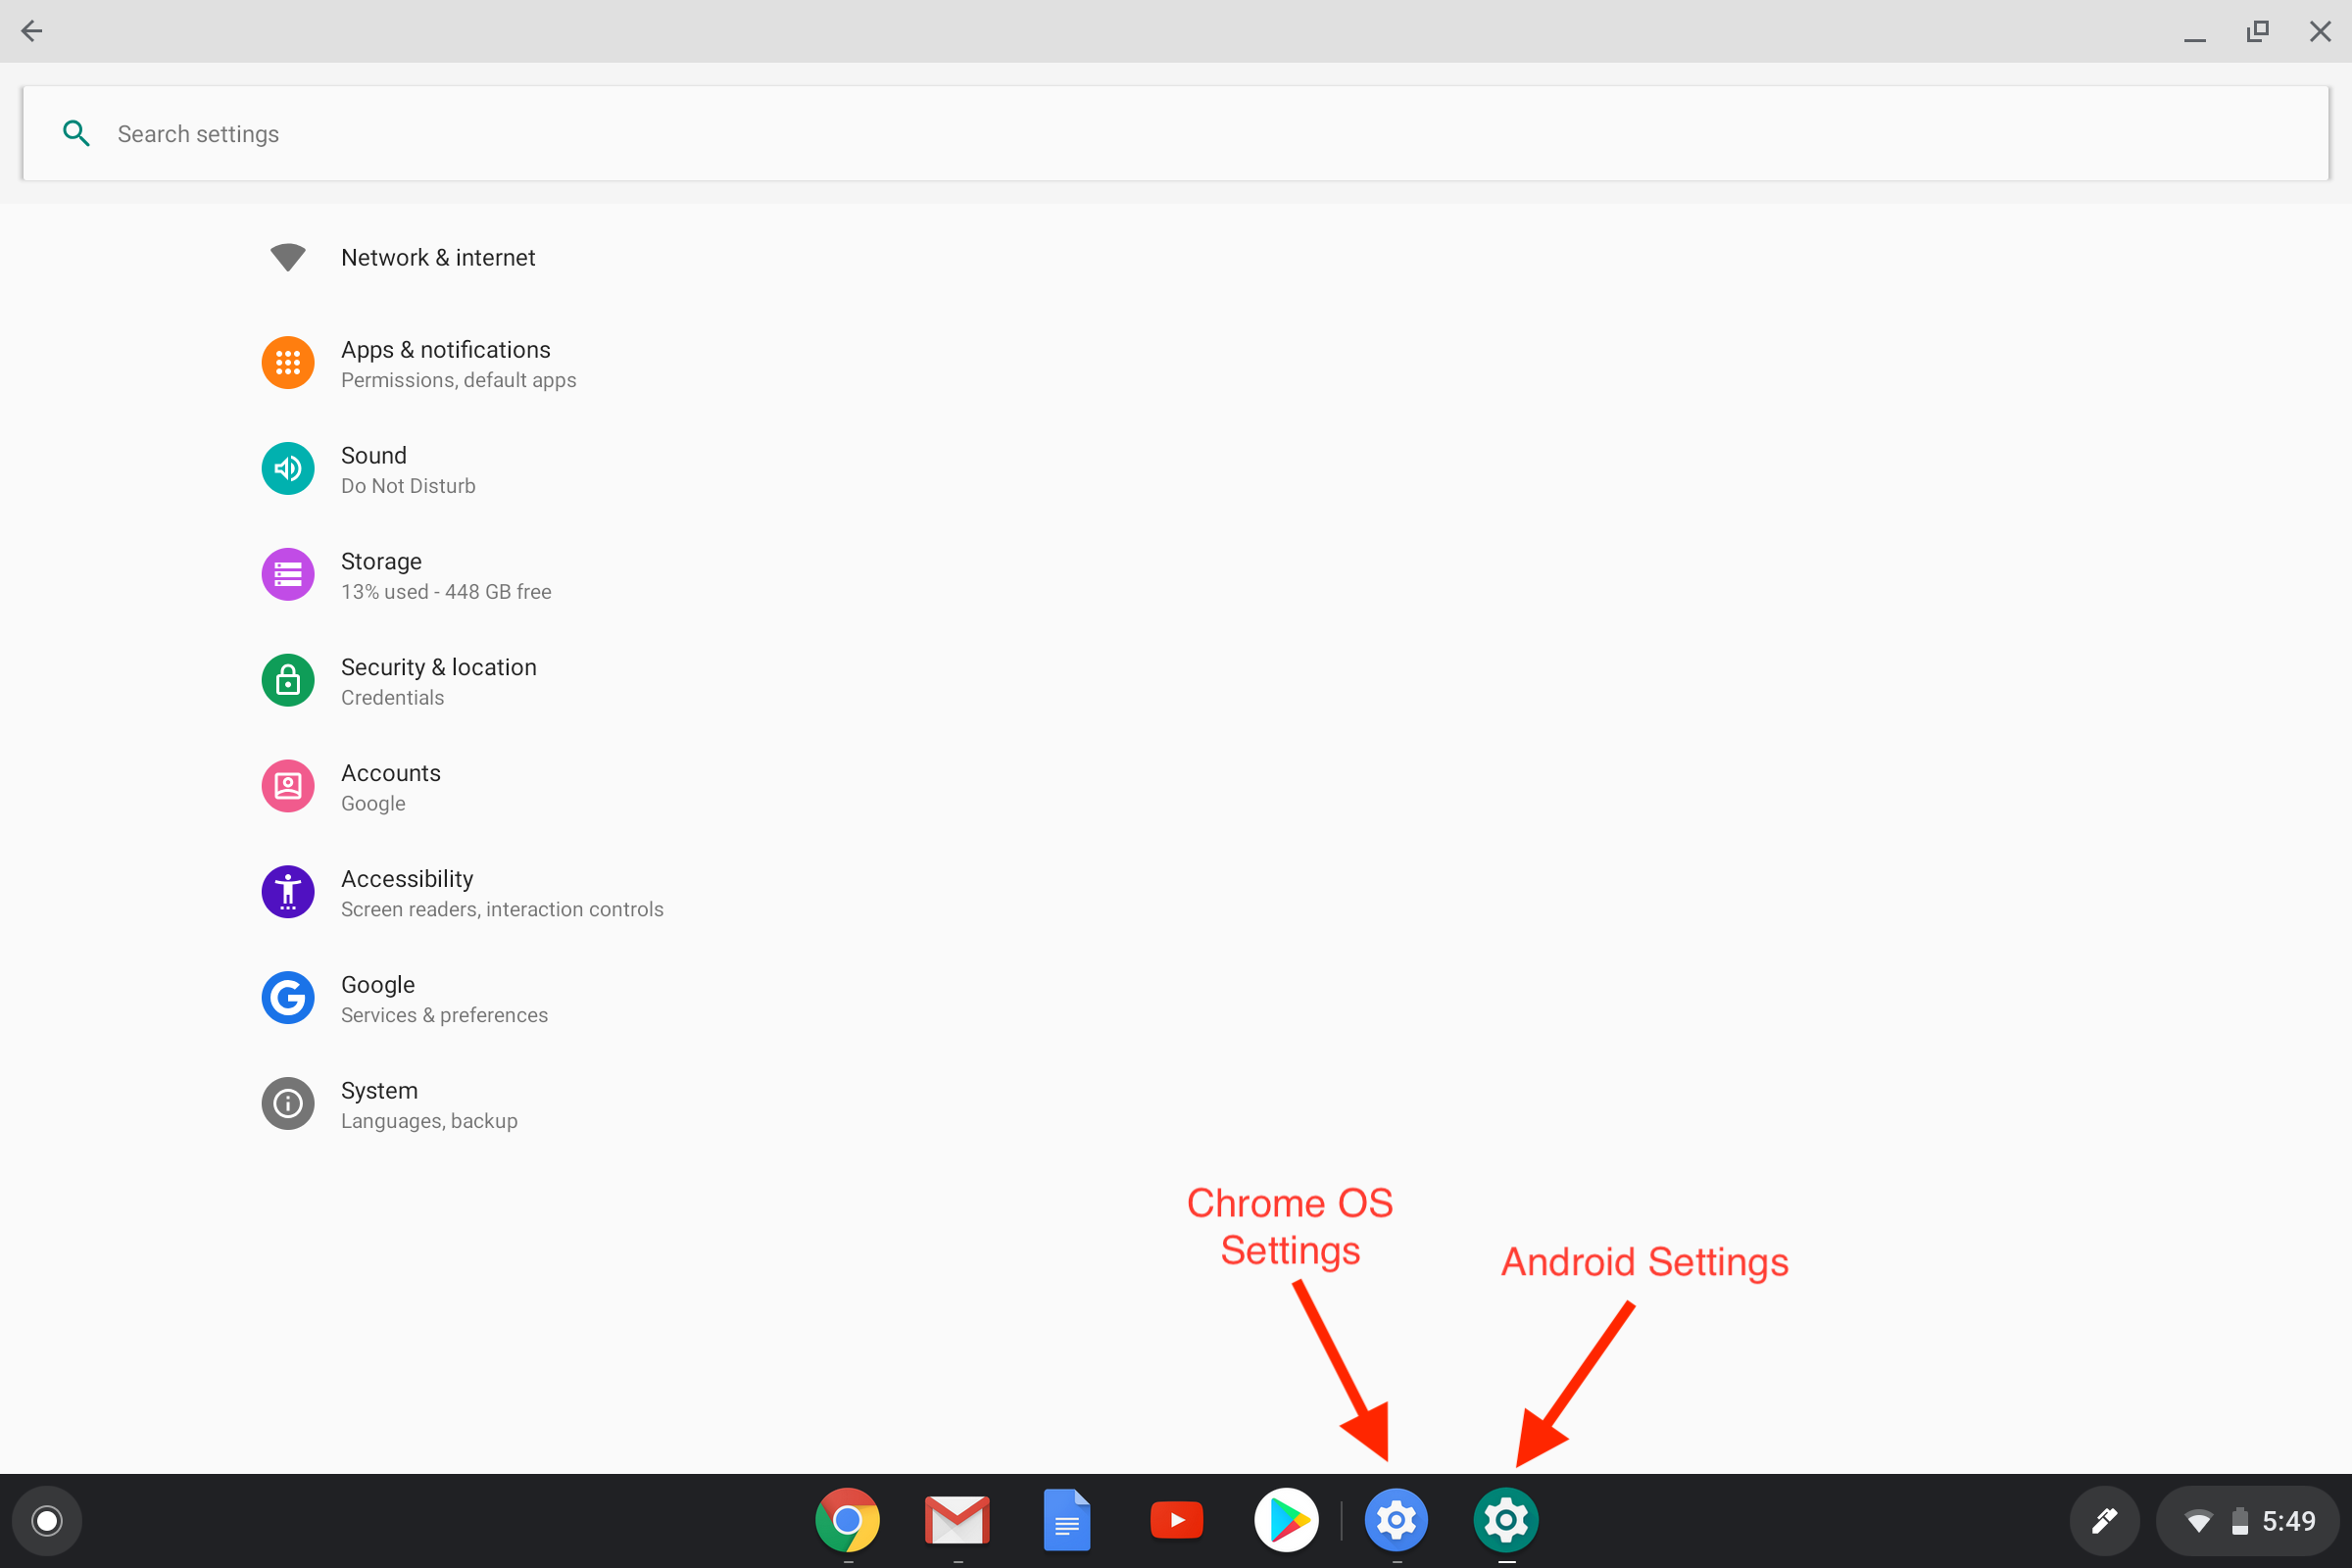 Search settings
Network & internet
Apps & notifications
Permissions, default apps
Sound
Do Not Disturb
Storage
13% used - 448 GB free
Security & location
Credentials
Accounts
Google
Accessibility
Screen readers, interaction controls
Google
Services & preferences
System
Languages, backup
Chrome OS
Settings
Android Settings
5:49